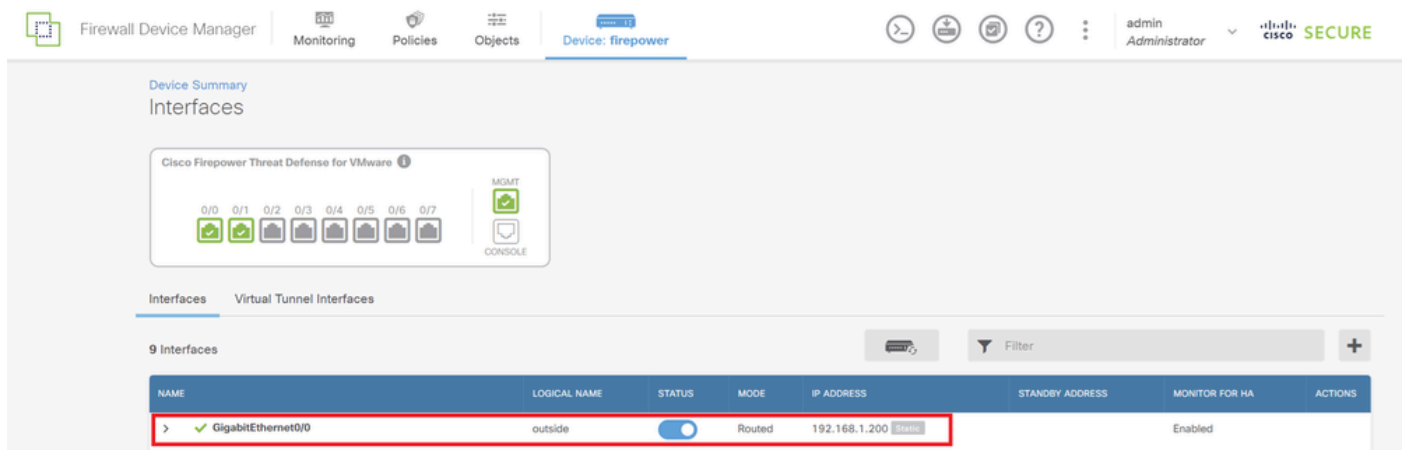 Firewall Device Manager
Monitoring
Policies
Objects
Device: firepower
>_
?
admin
Administrator
cisco SECURE
Device Summary
Interfaces
Cisco Firepower Threat Defense for VMware i
MGMT
0/0 0/1 0/2 0/3 0/4 0/5 0/6 0/7
CONSOLE
Interfaces Virtual Tunnel Interfaces
9 Interfaces
Filter
+
NAME LOGICAL NAME STATUS MODE IP ADDRESS STANDBY ADDRESS MONITOR FOR HA ACTIONS
> GigabitEthernet0/0 outside Routed 192.168.1.200 Static Enabled